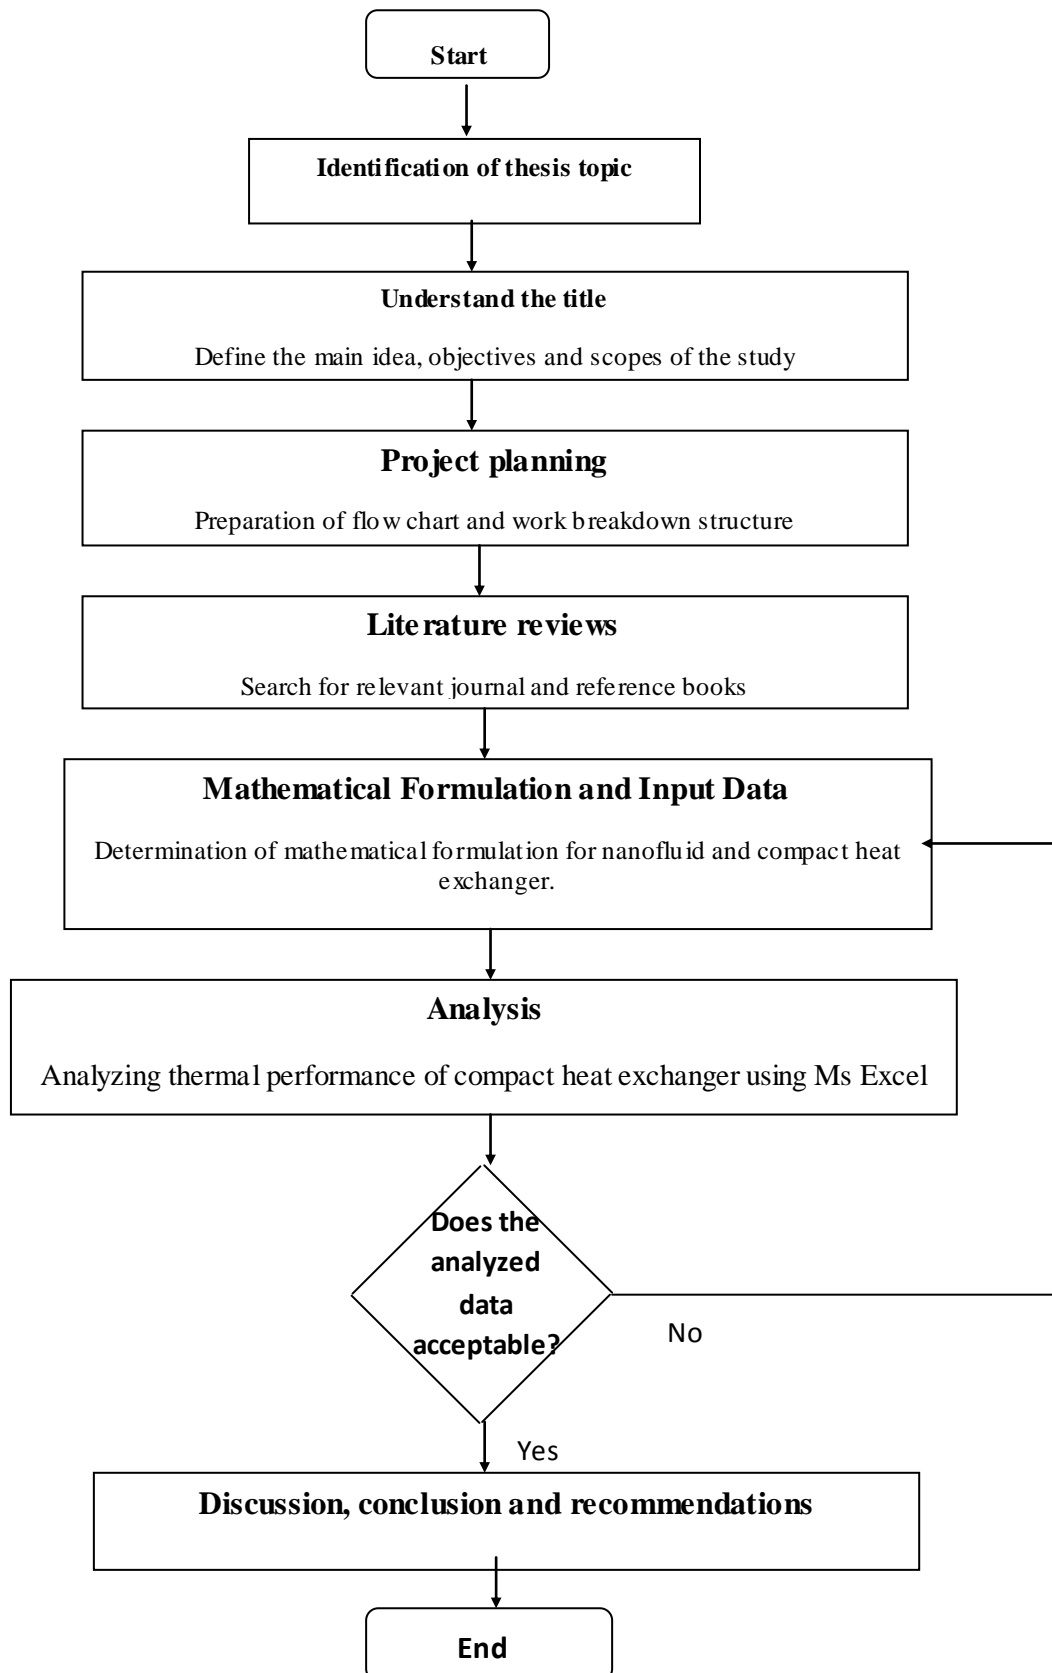 Start
Identification of thesis topic
Understand the title
Define the main idea, objectives and scopes of the study
Project planning
Preparation of flow chart and work breakdown structure
Literature reviews
Search for relevant journal and reference books
Mathematical Formulation and Input Data
Determination of mathematical formulation for nanofluid and compact heat
exchanger.
Analysis
Analyzing thermal performance of compact heat exchanger using Ms Excel
Does the
analyzed
data
acceptable?
No
Yes
Discussion, conclusion and recommendations
End